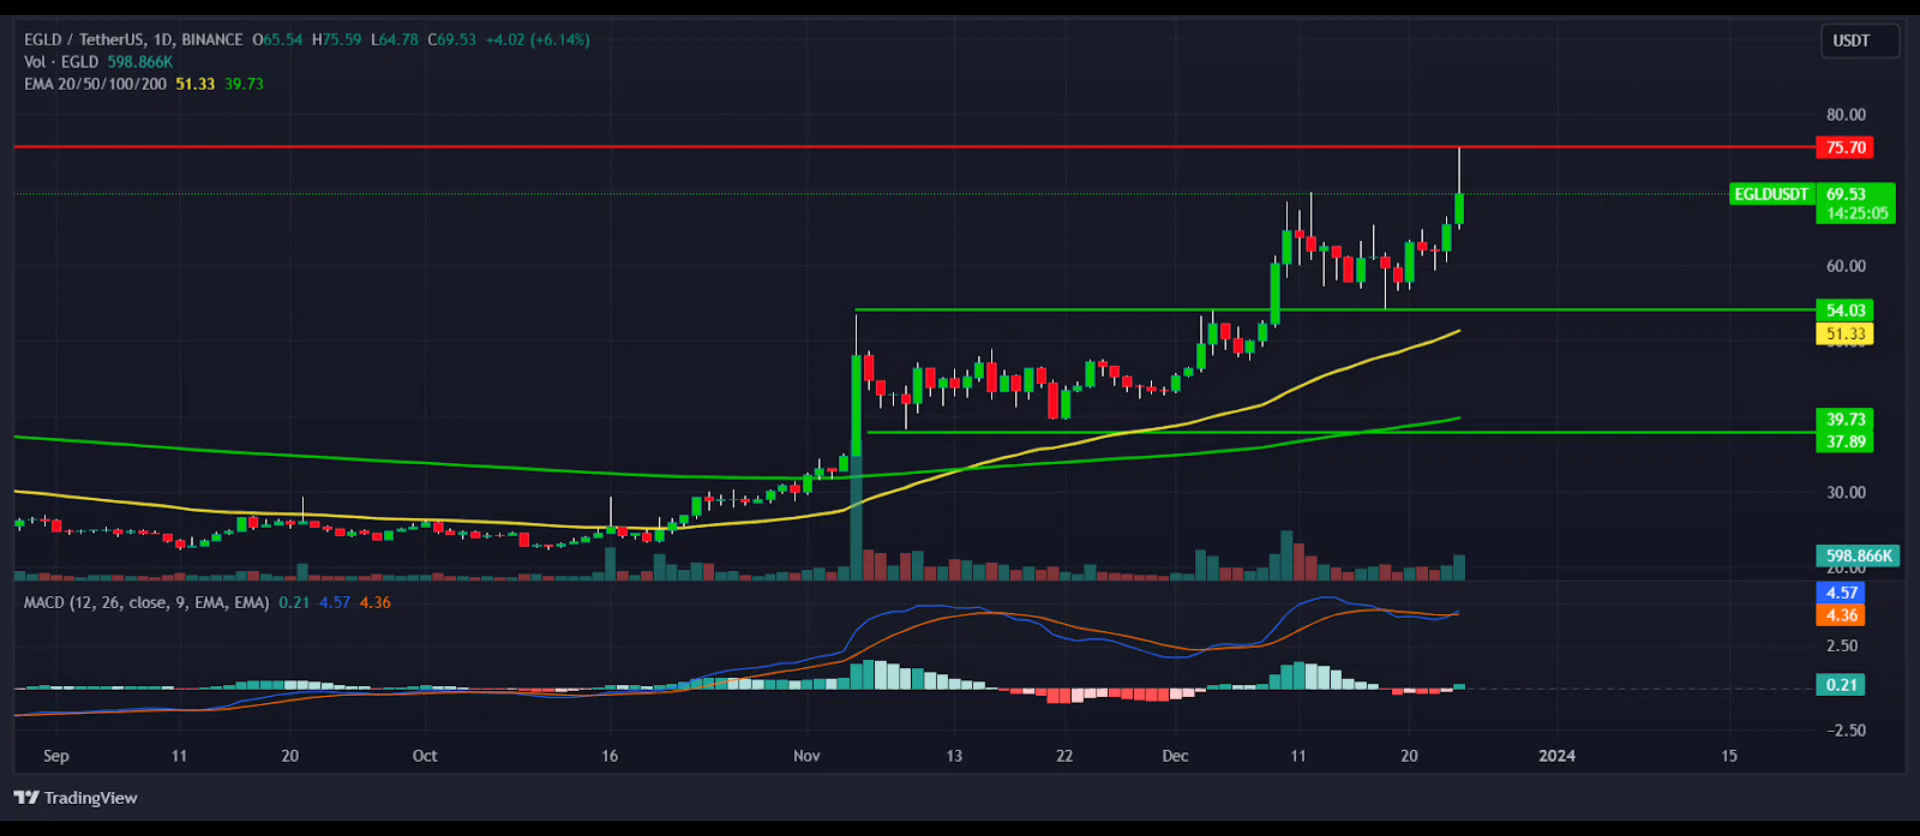 EGLD / TetherUS, 1D, BINANCE O65.54 H75.59 L64.78 C69.53 +4.02 (+6.14%)
Vol · EGLD 598.866K
EMA 20/50/100/200 51.33 39.73
USDT
80.00
75.70
EGLDUSDT 69.53
14:25:05
60.00
54.03
51.33
39.73
37.89
30.00
598.866K
20.00
MACD (12, 26, close, 9, EMA, EMA) 0.21 4.57 4.36
4.57
4.36
2.50
0.21
−2.50
Sep 11 20 Oct 16 Nov 13 22 Dec 11 20 2024 15
TradingView